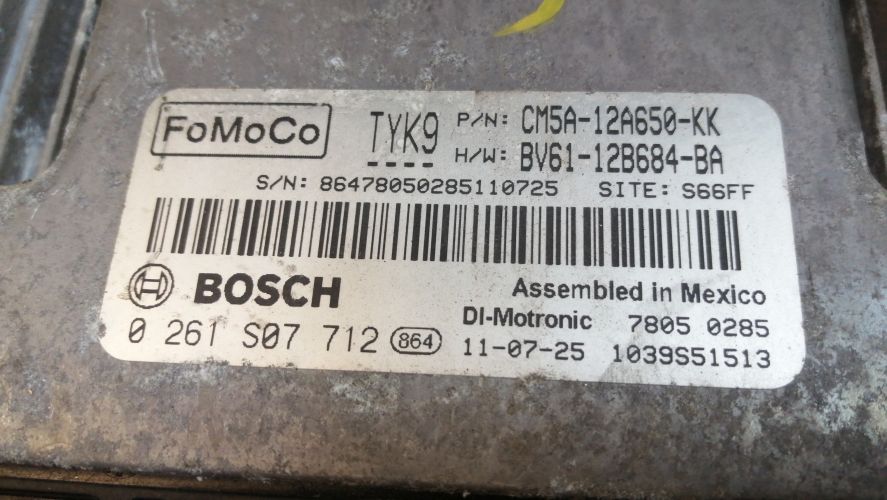 FoMoCo TYK9 P/N: CM5A-12A650-KK
H/W: BV61-12B684-BA
S/N: 86478050285110725 SITE: S66FF
BOSCH Assembled in Mexico
DI-Motronic 7805 0285
0 261 S07 712 864 11-07-25 1039S51513